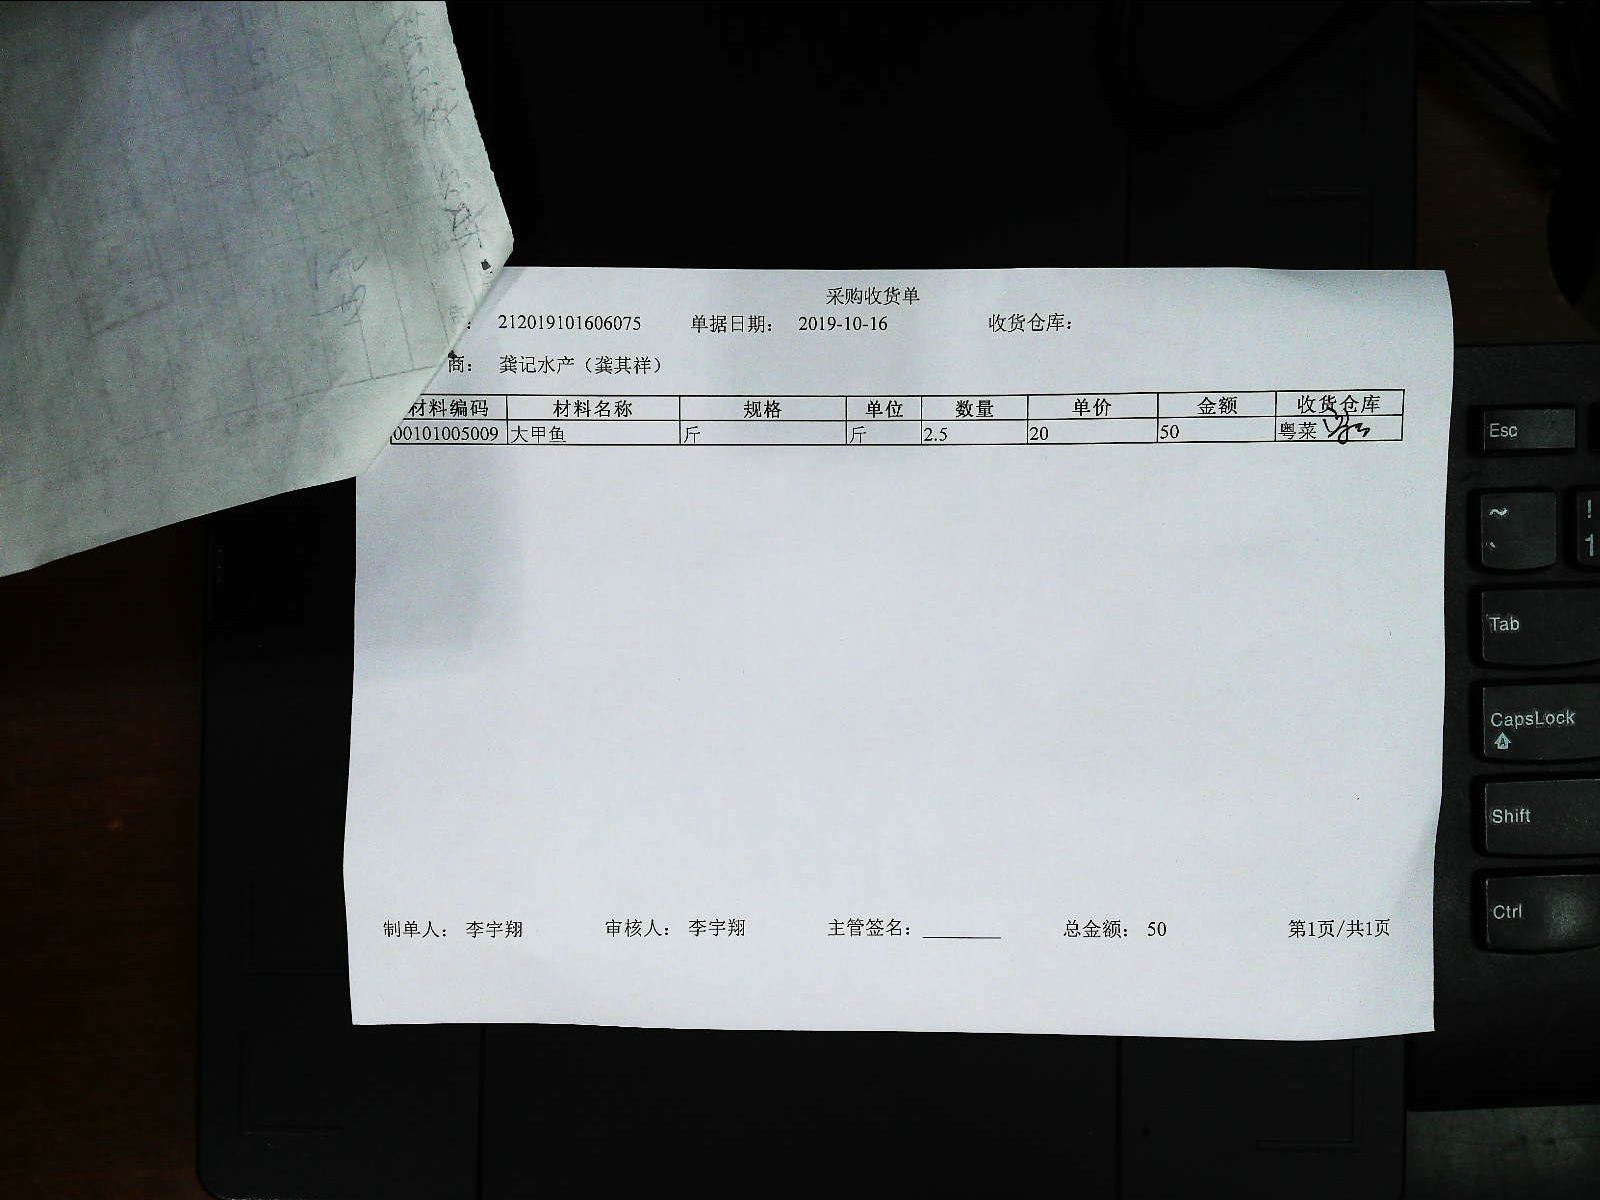 采购收货单
： 212019101606075 单据日期： 2019-10-16 收货仓库：
商： 龚记水产（龚其祥）
材料编码 材料名称 规格 单位 数量 单价 金额 收货仓库
00101005009 大甲鱼 斤 斤 2.5 20 50 粤菜
制单人： 李宇翔 审核人： 李宇翔 主管签名： 总金额： 50 第1页/共1页
Esc
~ !
` 1
Tab
CapsLock
A
Shift
Ctrl